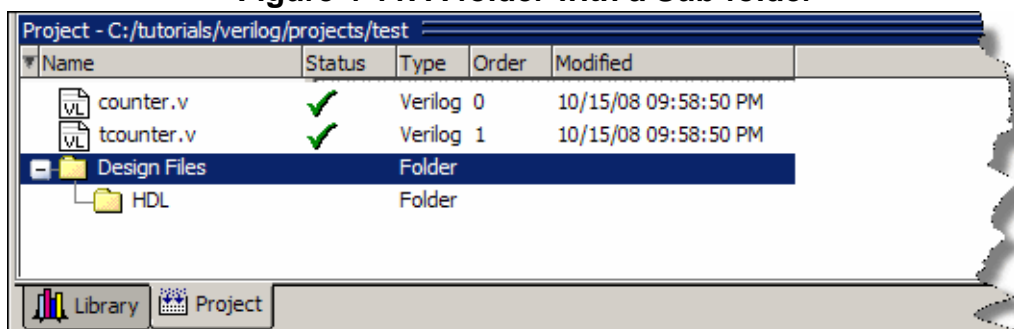 Figure folder with a Sub-folder
Project - C:/tutorials/verilog/projects/test
Name Status Type Order Modified
VL counter.v Verilog 0 10/15/08 09:58:50 PM
VL tcounter.v Verilog 1 10/15/08 09:58:50 PM
Design Files Folder
HDL Folder
Library Project